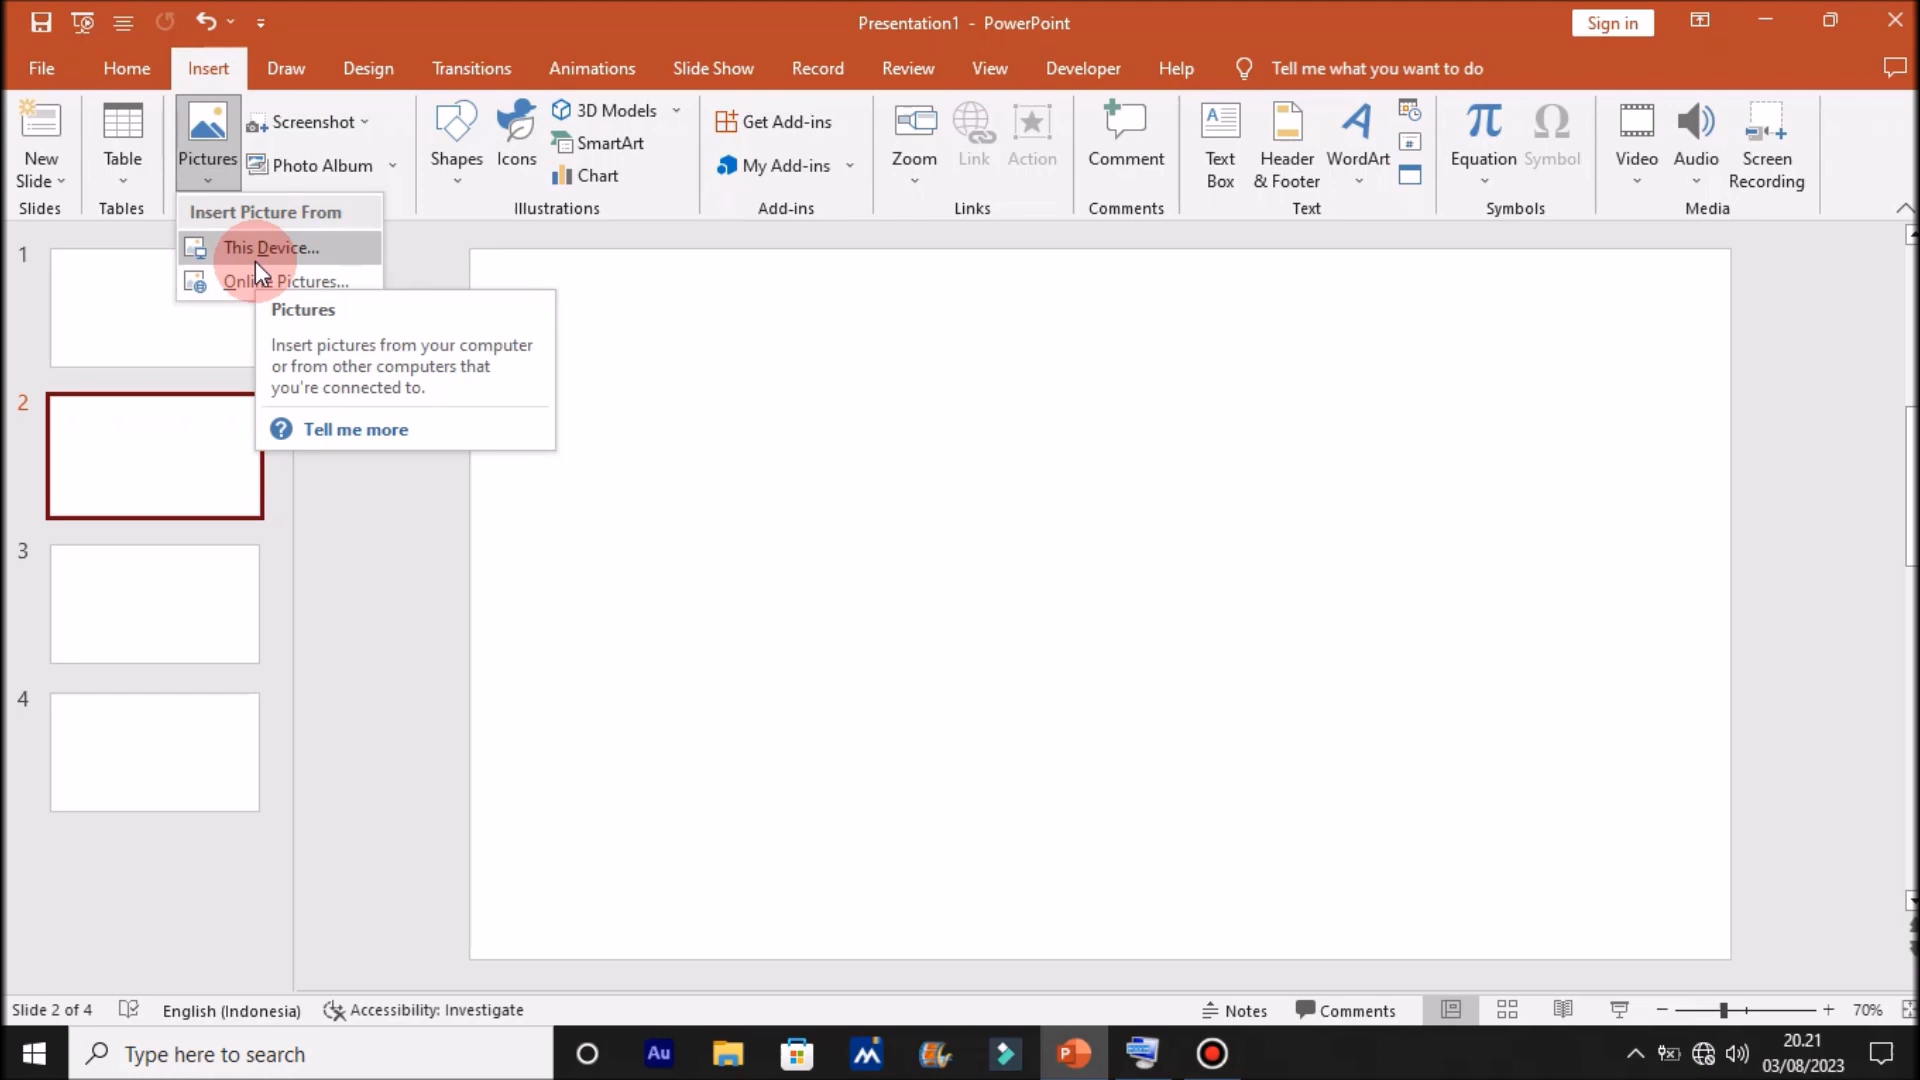 Presentation1 - PowerPoint
Sign in
File Home Insert Draw Design Transitions Animations Slide Show Record Review View Developer Help Tell me what you want to do
New Slide
Slides
Table
Tables
Pictures
Screenshot
Photo Album
Shapes
Icons
3D Models
SmartArt
Chart
Illustrations
Get Add-ins
My Add-ins
Add-ins
Zoom
Link
Action
Links
Comment
Comments
Text
Box
Header
& Footer
WordArt
Text
Equation
Symbol
Symbols
Video
Audio
Screen
Recording
Media
Insert Picture From
This Device...
Online Pictures...
Pictures
Insert pictures from your computer
or from other computers that
you're connected to.
Tell me more
1
2
3
4
Slide 2 of 4 English (Indonesia) Accessibility: Investigate Notes Comments 70%
Type here to search
Au
20.21
03/08/2023